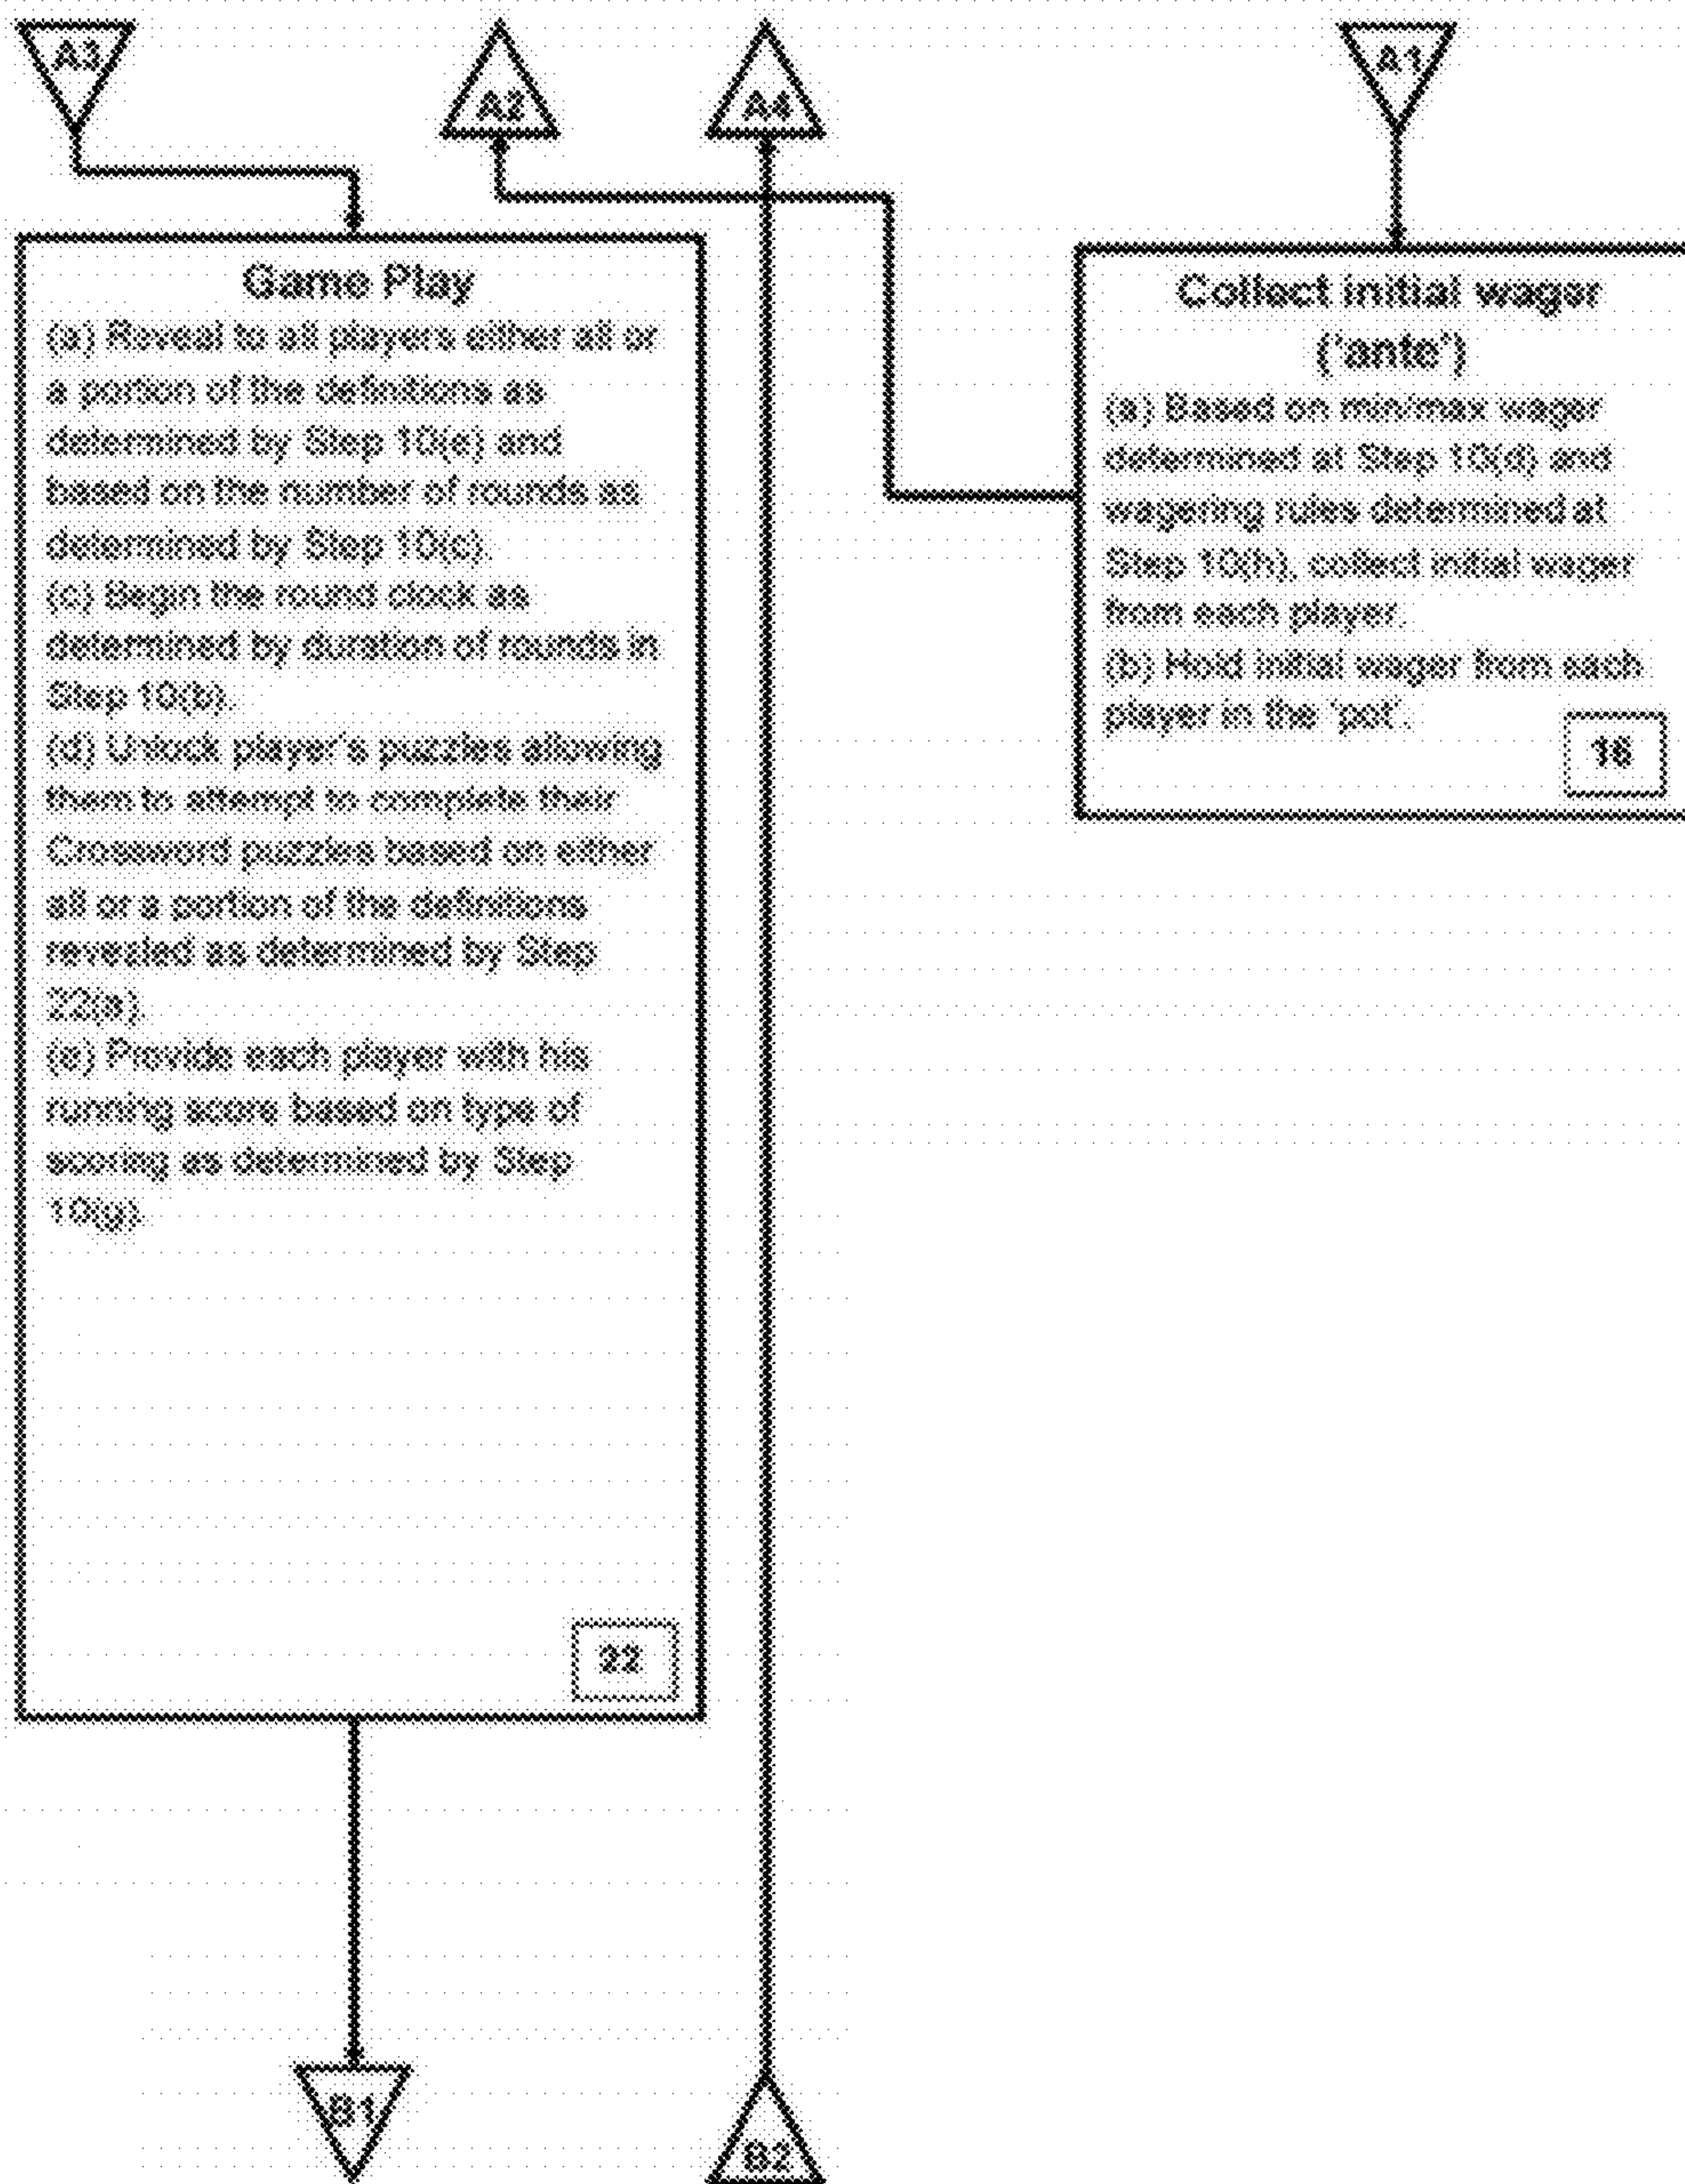 A3
A2
A4
A1
Game Play
(a) Reveal to all players either all or
a portion of the definitions as
determined by Step 10(e) and
based on the number of rounds as
determined by Step 10(c).
(c) Begin the round clock as
determined by duration of rounds in
Step 10(b).
(d) Unlock player's puzzles allowing
them to attempt to complete their
Crossword puzzles based on either
all or a portion of the definitions
revealed as determined by Step
22(a).
(e) Provide each player with his
running score based on type of
scoring as determined by Step
10(g).
22
Collect initial wager
('ante')
(a) Based on min/max wager
determined at Step 10(d) and
wagering rules determined at
Step 10(h), collect initial wager
from each player.
(b) Hold initial wager from each
player in the 'pot'.
16
B1
B2